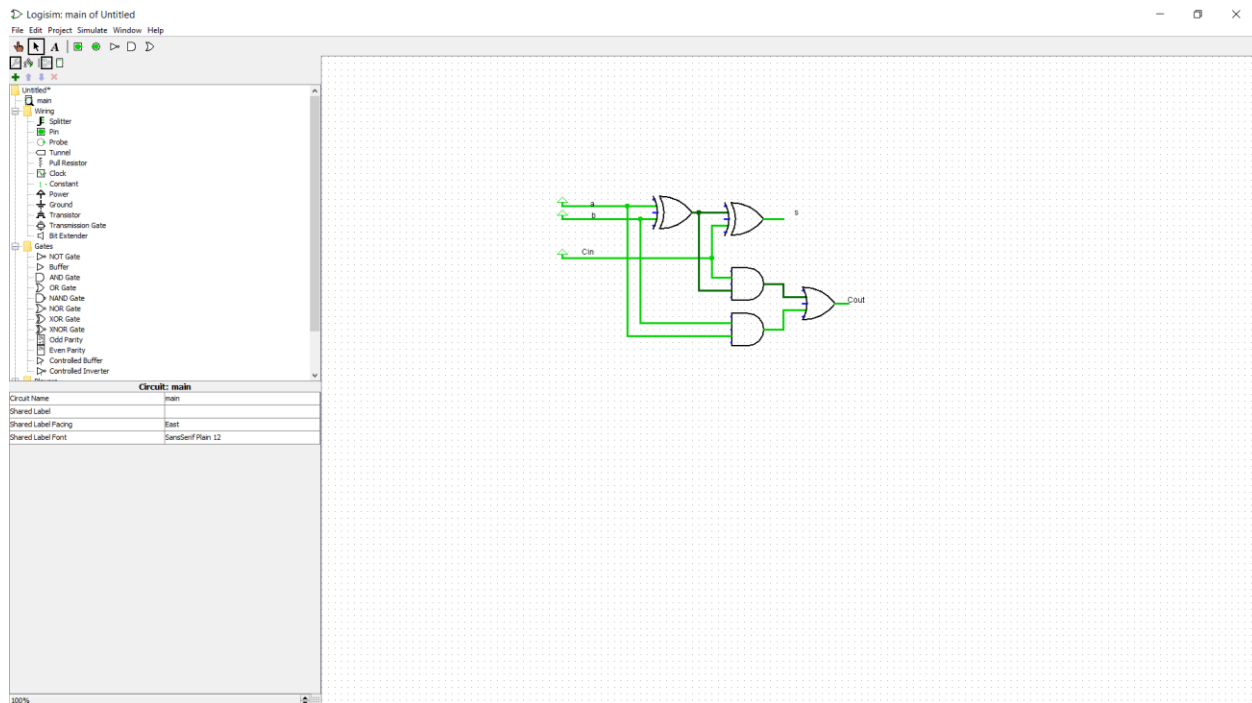 Logisim: main of Untitled
File Edit Project Simulate Window Help
A
Untitled*
main
Wiring
Splitter
Pin
Probe
Tunnel
Pull Resistor
Clock
Constant
Power
Ground
Transistor
Transmission Gate
Bit Extender
Gates
NOT Gate
Buffer
AND Gate
OR Gate
NAND Gate
NOR Gate
XOR Gate
XNOR Gate
Odd Parity
Even Parity
Controlled Buffer
Controlled Inverter
Circuit: main
Circuit Name main
Shared Label
Shared Label Facing East
Shared Label Font SansSerif Plain 12
100%
a
b
s
Cin
Cout